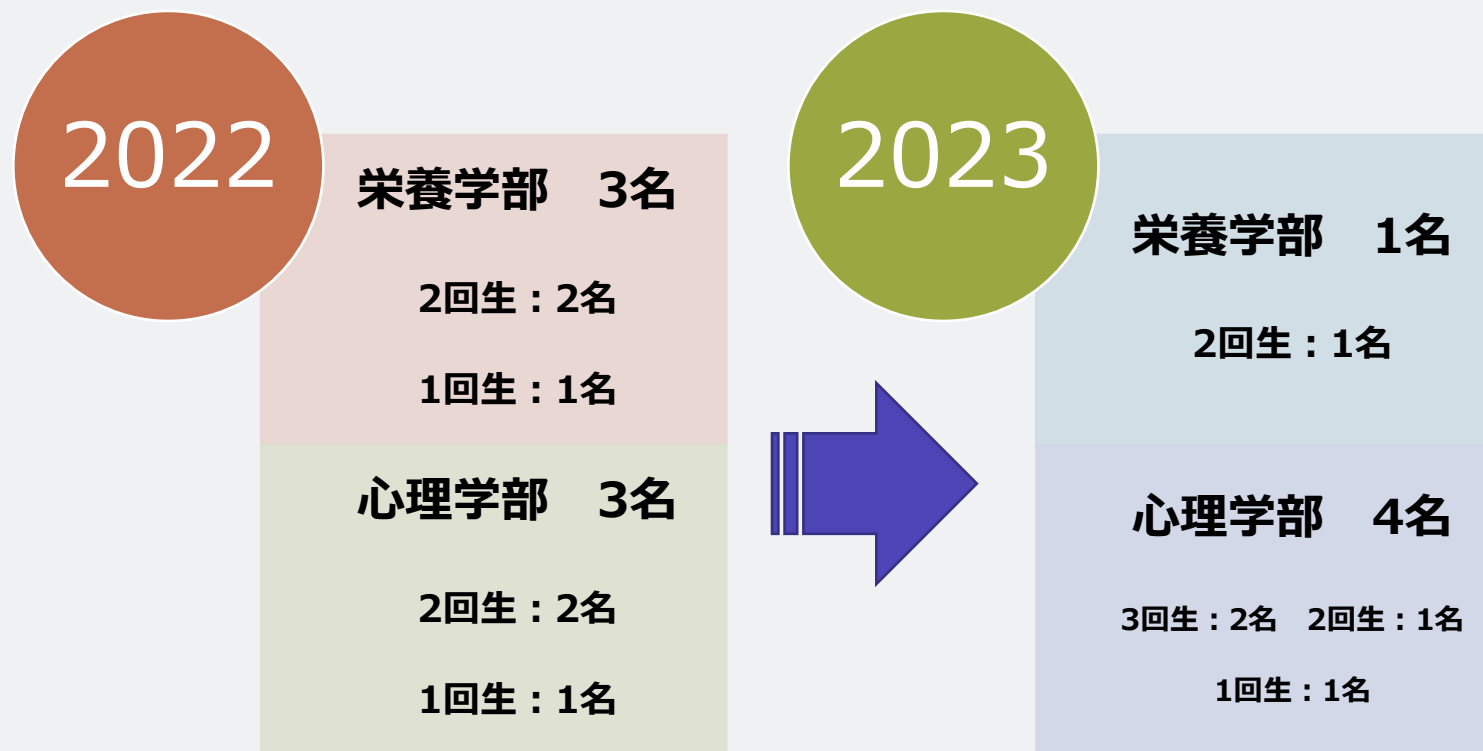 2022
栄養学部　3名
2回生：2名
1回生：1名
心理学部　3名
2回生：2名
1回生：1名
2023
栄養学部　1名
2回生：1名
心理学部　4名
3回生：2名　2回生：1名
1回生：1名